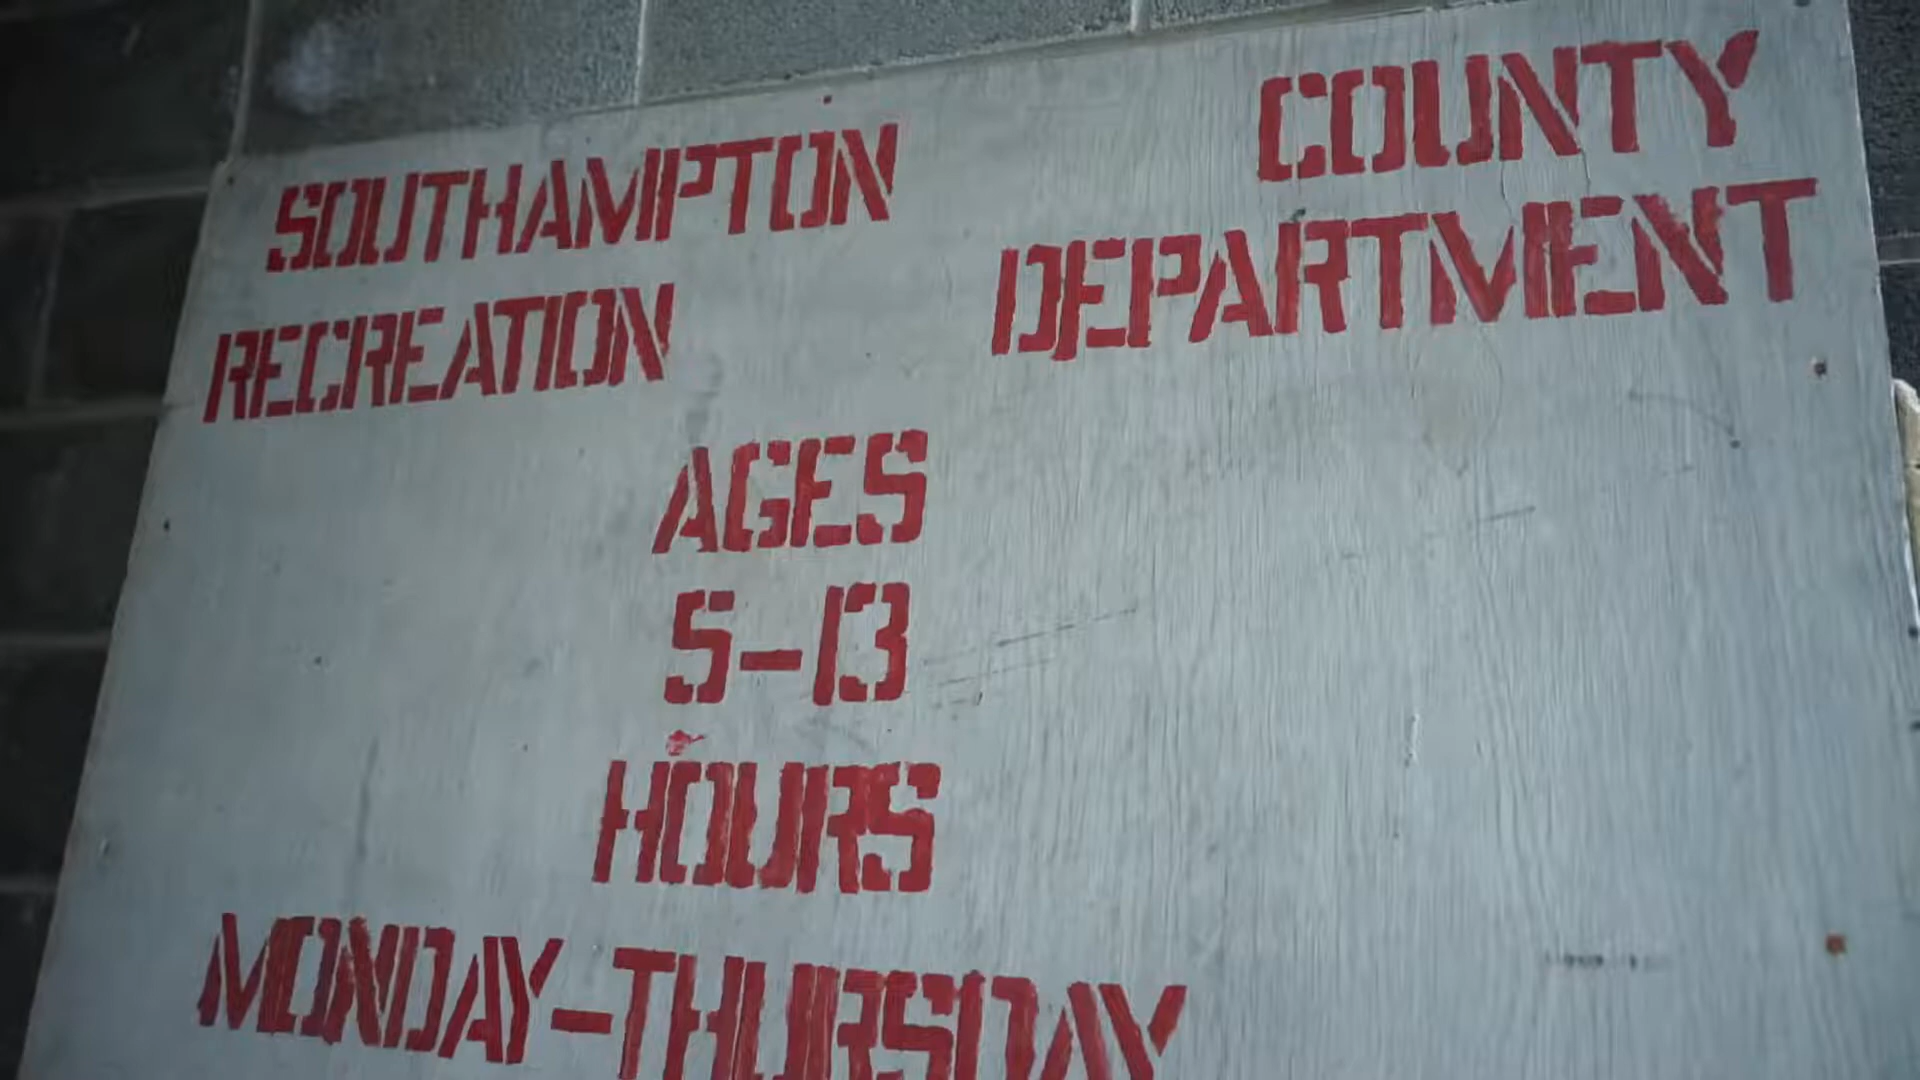 SOUTHAMPTON COUNTY
RECREATION DEPARTMENT
AGES
5-13
HOURS
MONDAY-THURSDAY